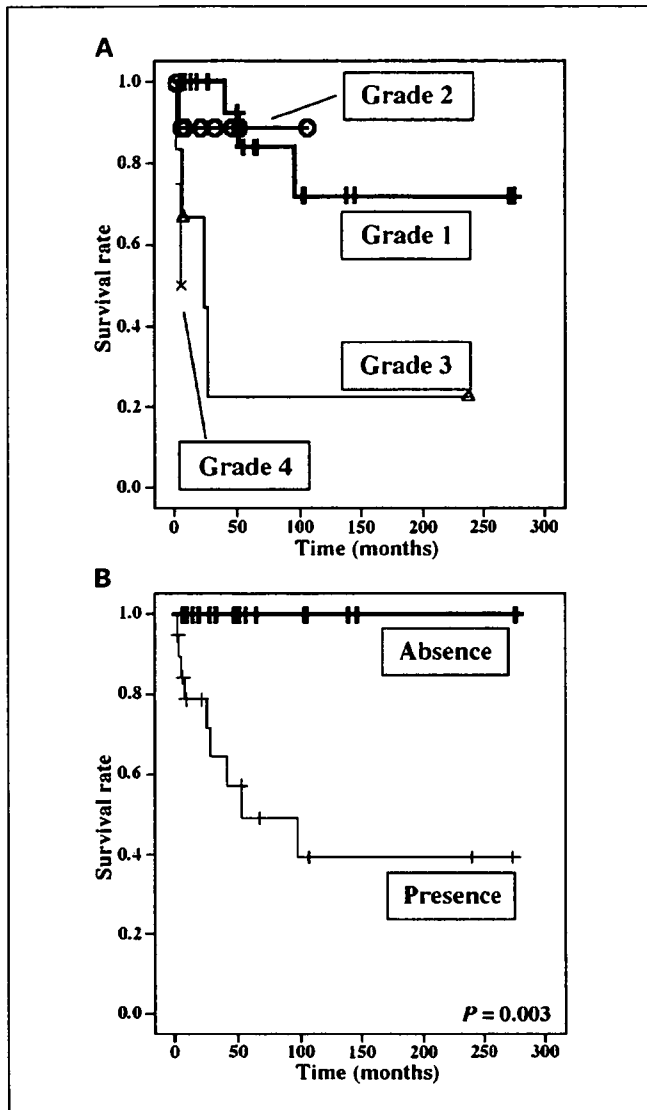 A
1.0
0.8
0.6
0.4
0.2
0.0
Survival rate
Grade 2
Grade 1
Grade 3
Grade 4
0 50 100 150 200 250 300
Time (months)
B
1.0
0.8
0.6
0.4
0.2
0.0
Survival rate
Absence
Presence
P = 0.003
0 50 100 150 200 250 300
Time (months)